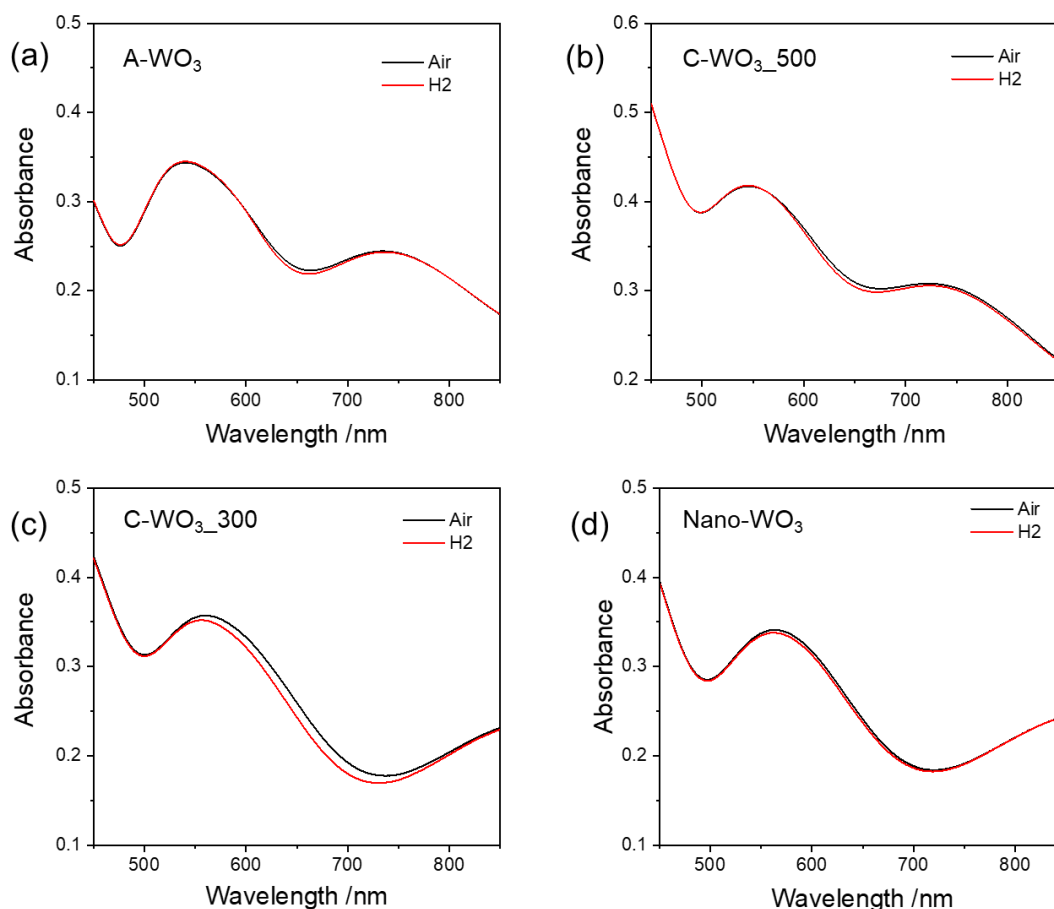 (a)
A-WO₃
Air
H2
Absorbance
0.5
0.4
0.3
0.2
0.1
500 600 700 800
Wavelength /nm
(b)
C-WO₃_500
Air
H2
Absorbance
0.6
0.5
0.4
0.3
0.2
500 600 700 800
Wavelength /nm
(c)
C-WO₃_300
Air
H2
Absorbance
0.5
0.4
0.3
0.2
0.1
500 600 700 800
Wavelength /nm
(d)
Nano-WO₃
Air
H2
Absorbance
0.5
0.4
0.3
0.2
0.1
500 600 700 800
Wavelength /nm